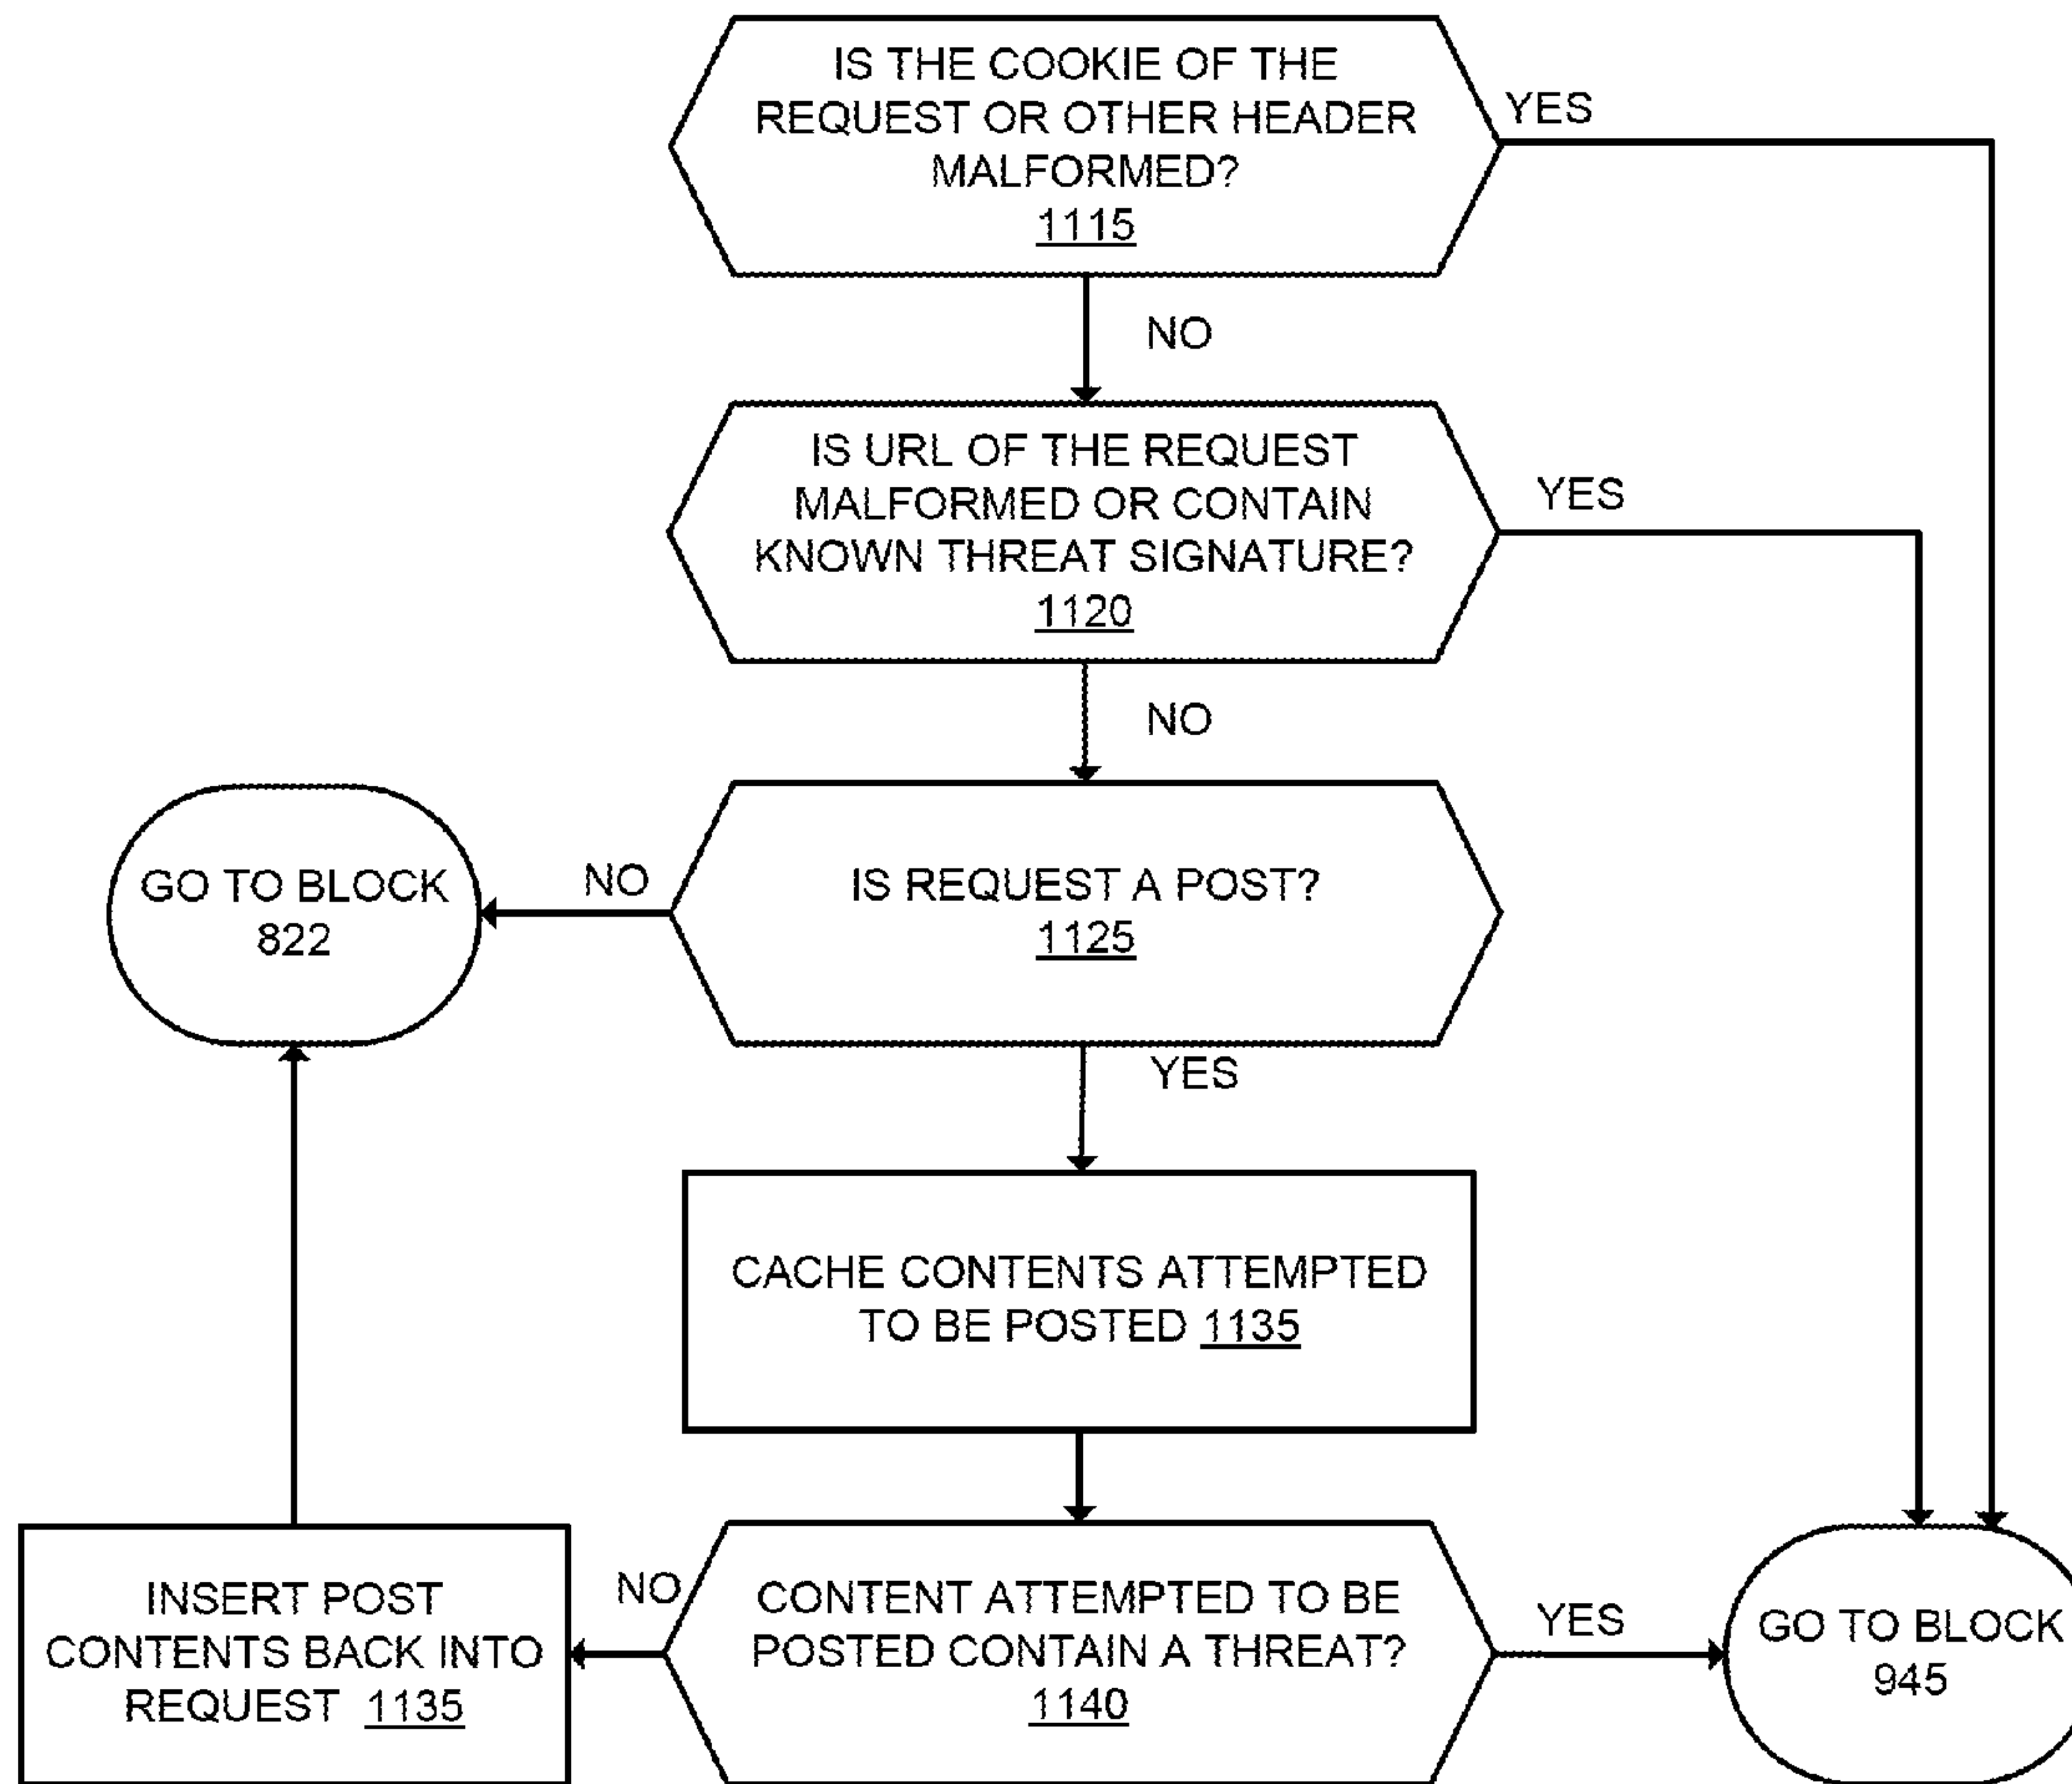 IS THE COOKIE OF THE
REQUEST OR OTHER HEADER
MALFORMED?
1115
YES
NO
IS URL OF THE REQUEST
MALFORMED OR CONTAIN
KNOWN THREAT SIGNATURE?
1120
YES
NO
GO TO BLOCK
822
NO
IS REQUEST A POST?
1125
YES
CACHE CONTENTS ATTEMPTED
TO BE POSTED 1135
INSERT POST
CONTENTS BACK INTO
REQUEST 1135
NO
CONTENT ATTEMPTED TO BE
POSTED CONTAIN A THREAT?
1140
YES
GO TO BLOCK
945